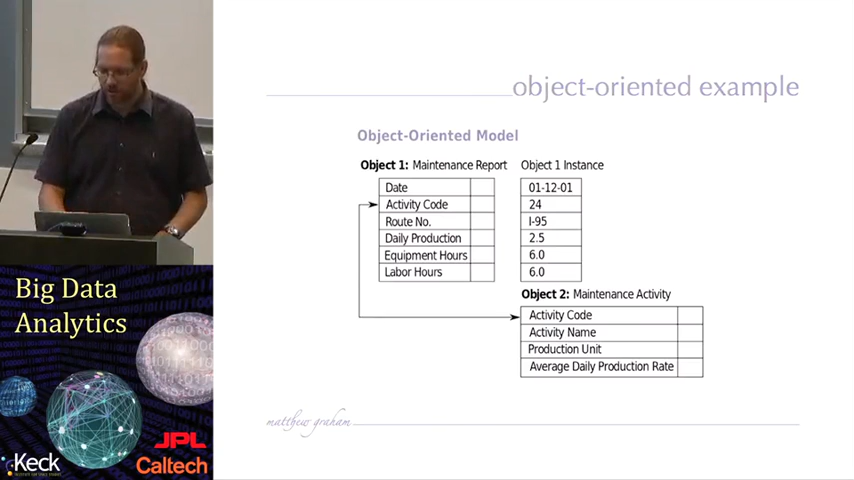 object-oriented example
Object-Oriented Model
Object 1: Maintenance Report
Object 1 Instance
Date
01-12-01
Activity Code
24
Route No.
I-95
Daily Production
2.5
Equipment Hours
6.0
Labor Hours
6.0
Object 2: Maintenance Activity
Activity Code
Activity Name
Production Unit
Average Daily Production Rate
matthew graham
Big Data
Analytics
JPL
Keck
Caltech